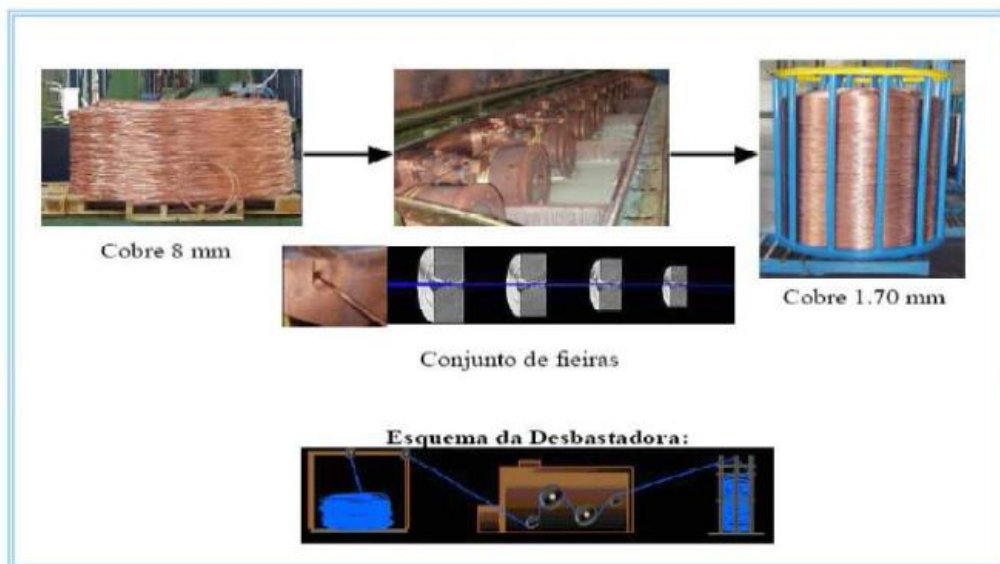 Cobre 8 mm
Cobre 1.70 mm
Conjunto de fieiras
Esquema da Desbastadora: